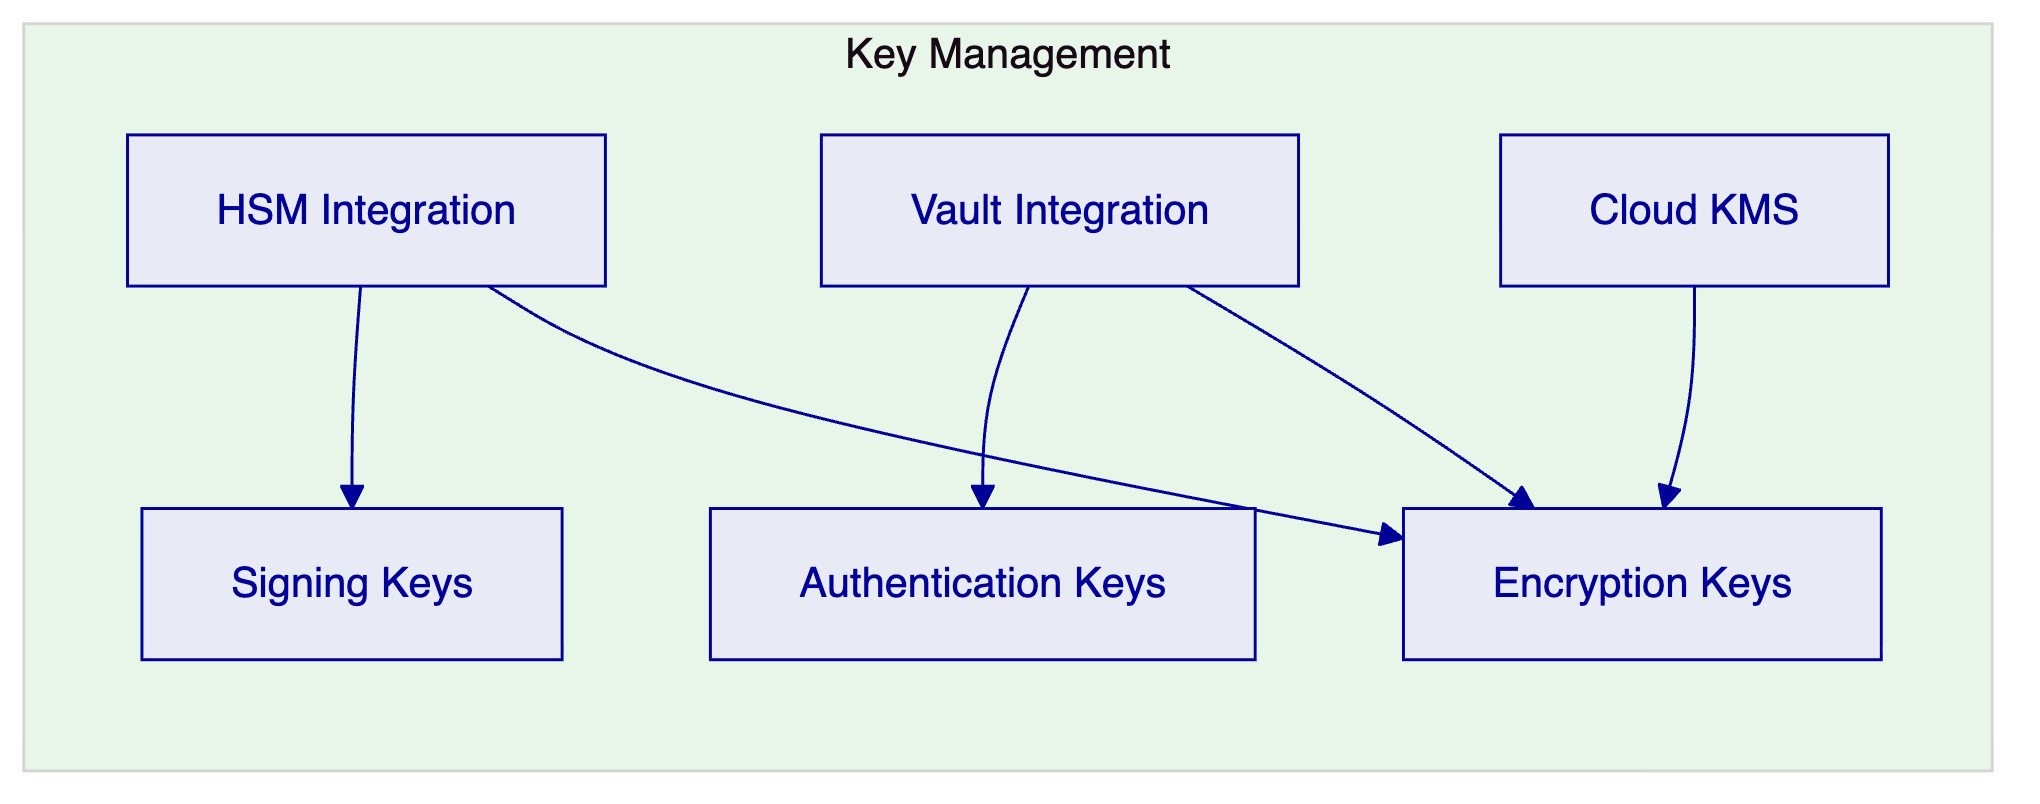 Key Management
HSM Integration
Vault Integration
Cloud KMS
Signing Keys
Authentication Keys
Encryption Keys